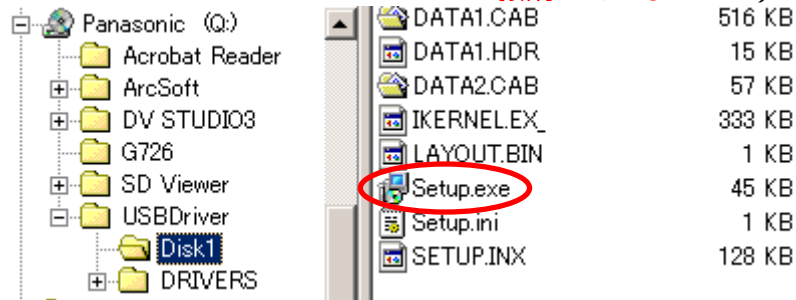 Panasonic (Q:)
Acrobat Reader
ArcSoft
DV STUDIO3
G726
SD Viewer
USBDriver
Disk1
DRIVERS
DATA1.CAB 516 KB
DATA1.HDR 15 KB
DATA2.CAB 57 KB
IKERNEL.EX_ 333 KB
LAYOUT.BIN 1 KB
Setup.exe 45 KB
Setup.ini 1 KB
SETUP.INX 128 KB